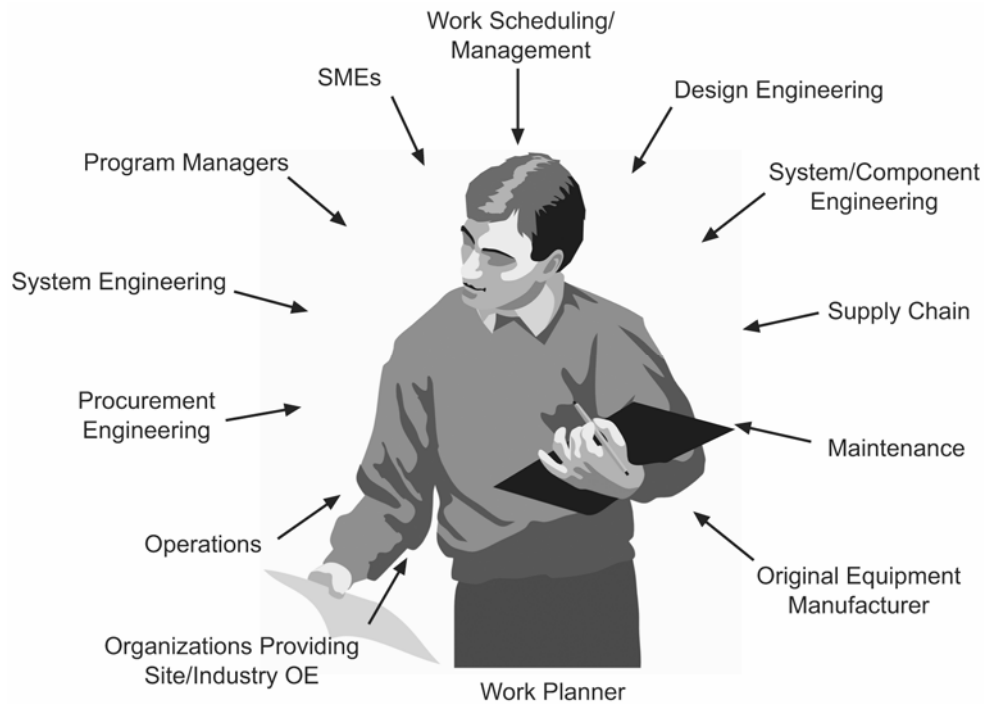 Work Scheduling/
Management
SMEs
Design Engineering
Program Managers
System/Component
Engineering
System Engineering
Supply Chain
Procurement
Engineering
Maintenance
Operations
Original Equipment
Manufacturer
Organizations Providing
Site/Industry OE
Work Planner